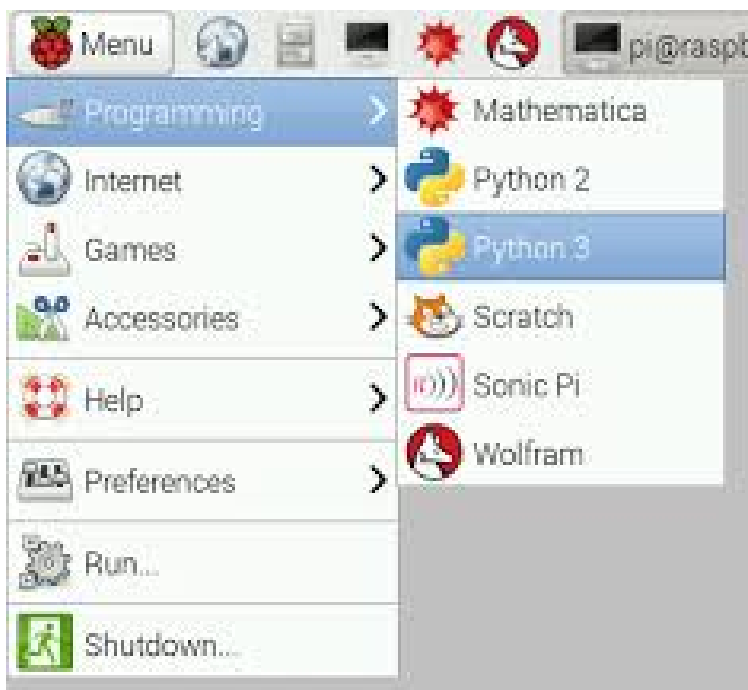 Menu
pi@raspb
Programming
Internet
Games
Accessories
Help
Preferences
Run...
Shutdown...
Mathematica
Python 2
Python 3
Scratch
Sonic Pi
Wolfram